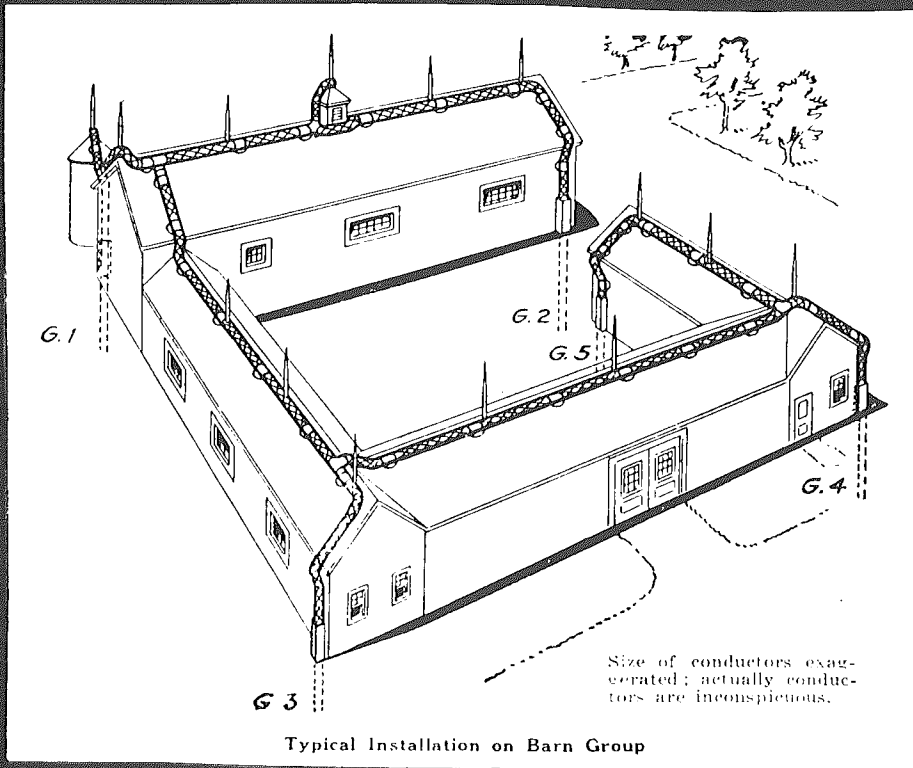 G.1
G.2
G.5
G.4
G 3
Size of conductors exag-
gerated; actually conduc-
tors are inconspicuous.
Typical Installation on Barn Group